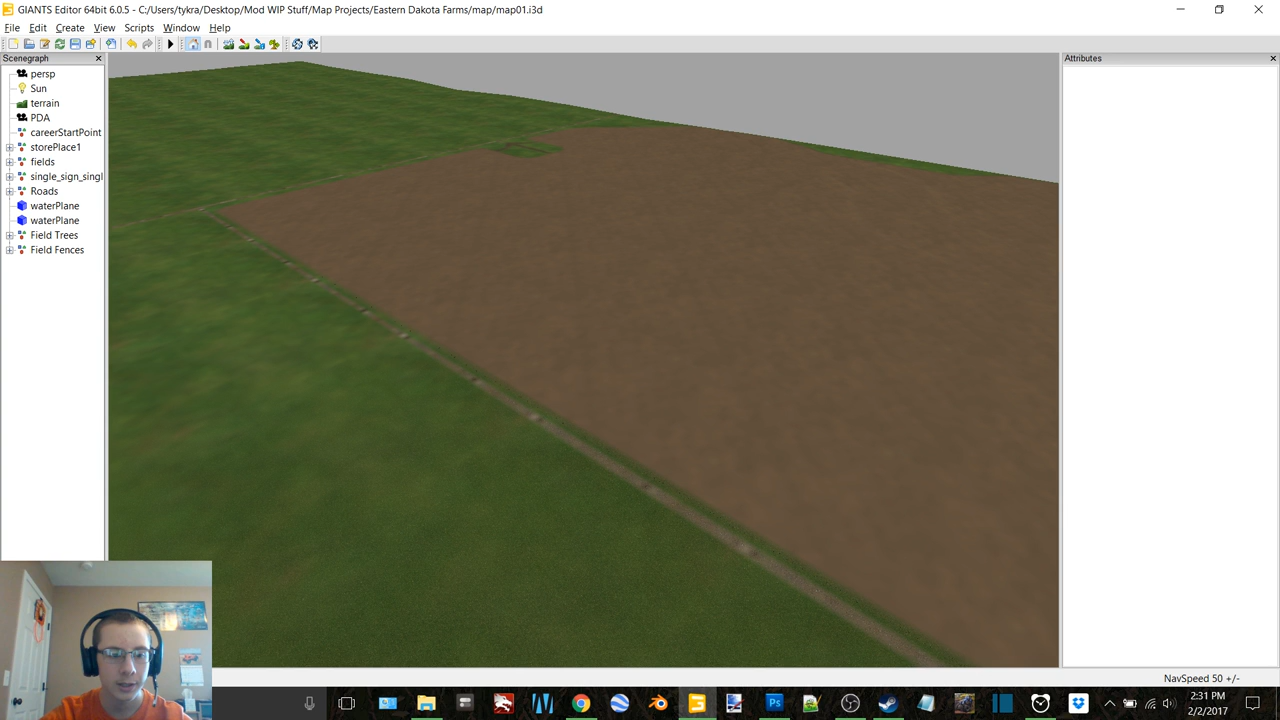 GIANTS Editor 64bit 6.0.5 - C:/Users/tykra/Desktop/Mod WIP Stuff/Map Projects/Eastern Dakota Farms/map/map01.i3d
File Edit Create View Scripts Window Help
Scenegraph
Attributes
persp
Sun
terrain
PDA
careerStartPoint
storePlace1
fields
single_sign_singl
Roads
waterPlane
waterPlane
Field Trees
Field Fences
NavSpeed 50 +/-
Ps
2:31 PM
2/2/2017